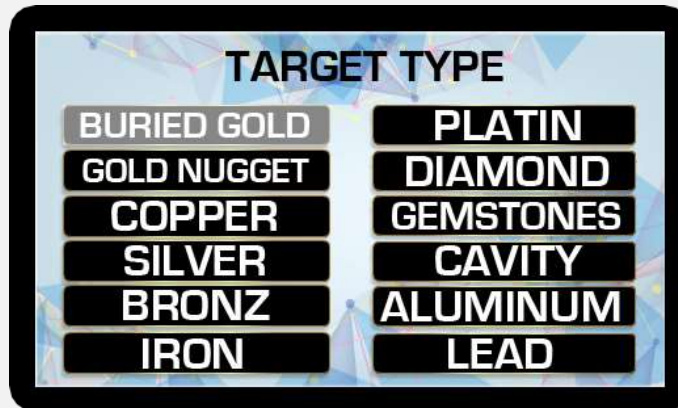 TARGET TYPE
BURIED GOLD
GOLD NUGGET
COPPER
SILVER
BRONZ
IRON
PLATIN
DIAMOND
GEMSTONES
CAVITY
ALUMINUM
LEAD